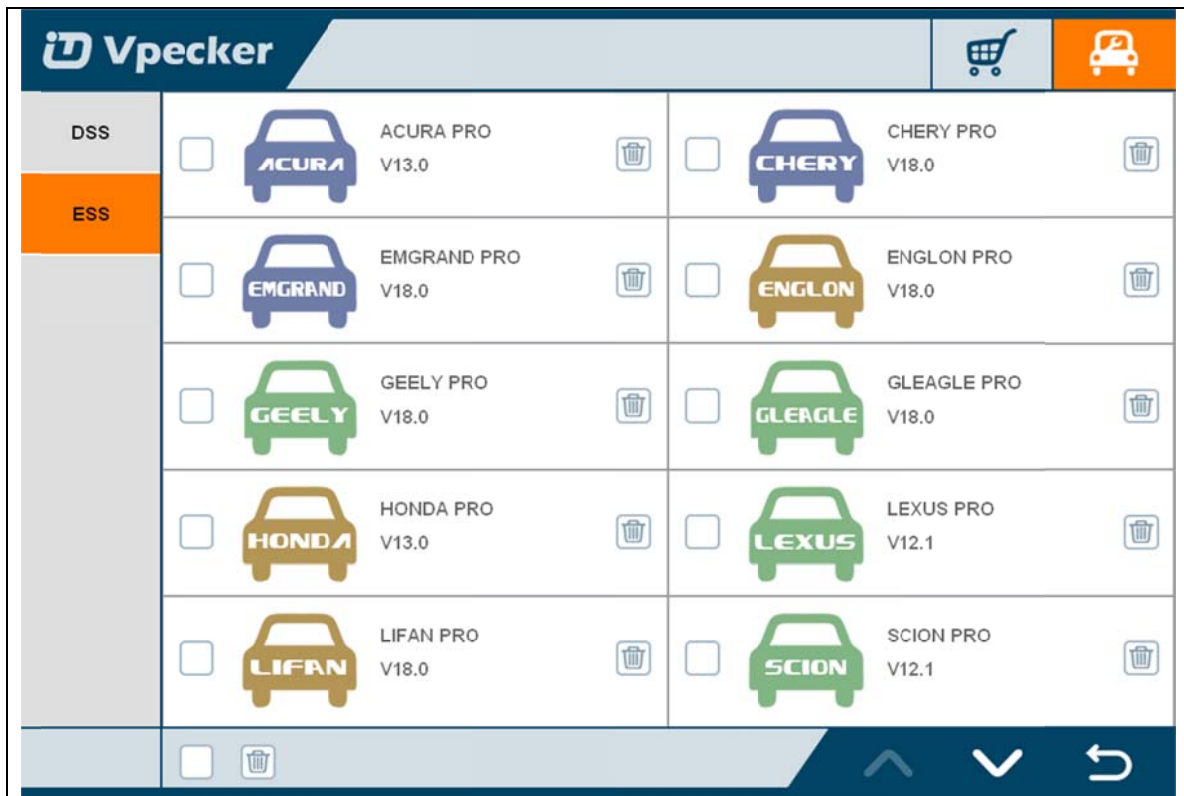 Vpecker
DSS
ESS
ACURA
ACURA PRO
V13.0
CHERY
CHERY PRO
V18.0
EMGRAND
EMGRAND PRO
V18.0
ENGLON
ENGLON PRO
V18.0
GEELY
GEELY PRO
V18.0
GLEAGLE
GLEAGLE PRO
V18.0
HONDA
HONDA PRO
V13.0
LEXUS
LEXUS PRO
V12.1
LIFAN
LIFAN PRO
V18.0
SCION
SCION PRO
V12.1